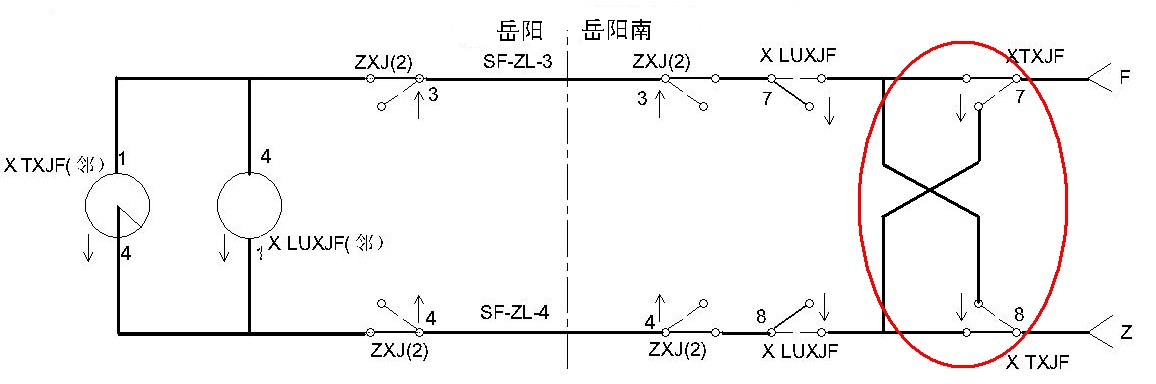 岳阳 岳阳南
ZXJ(2) SF-ZL-3 ZXJ(2) X LUXJF XTXJF
F
3 3 7 7
X TXJF(邻) 1 4
4 1 X LUXJF(邻)
4 SF-ZL-4 4 8 8
Z
ZXJ(2) ZXJ(2) X LUXJF X TXJF